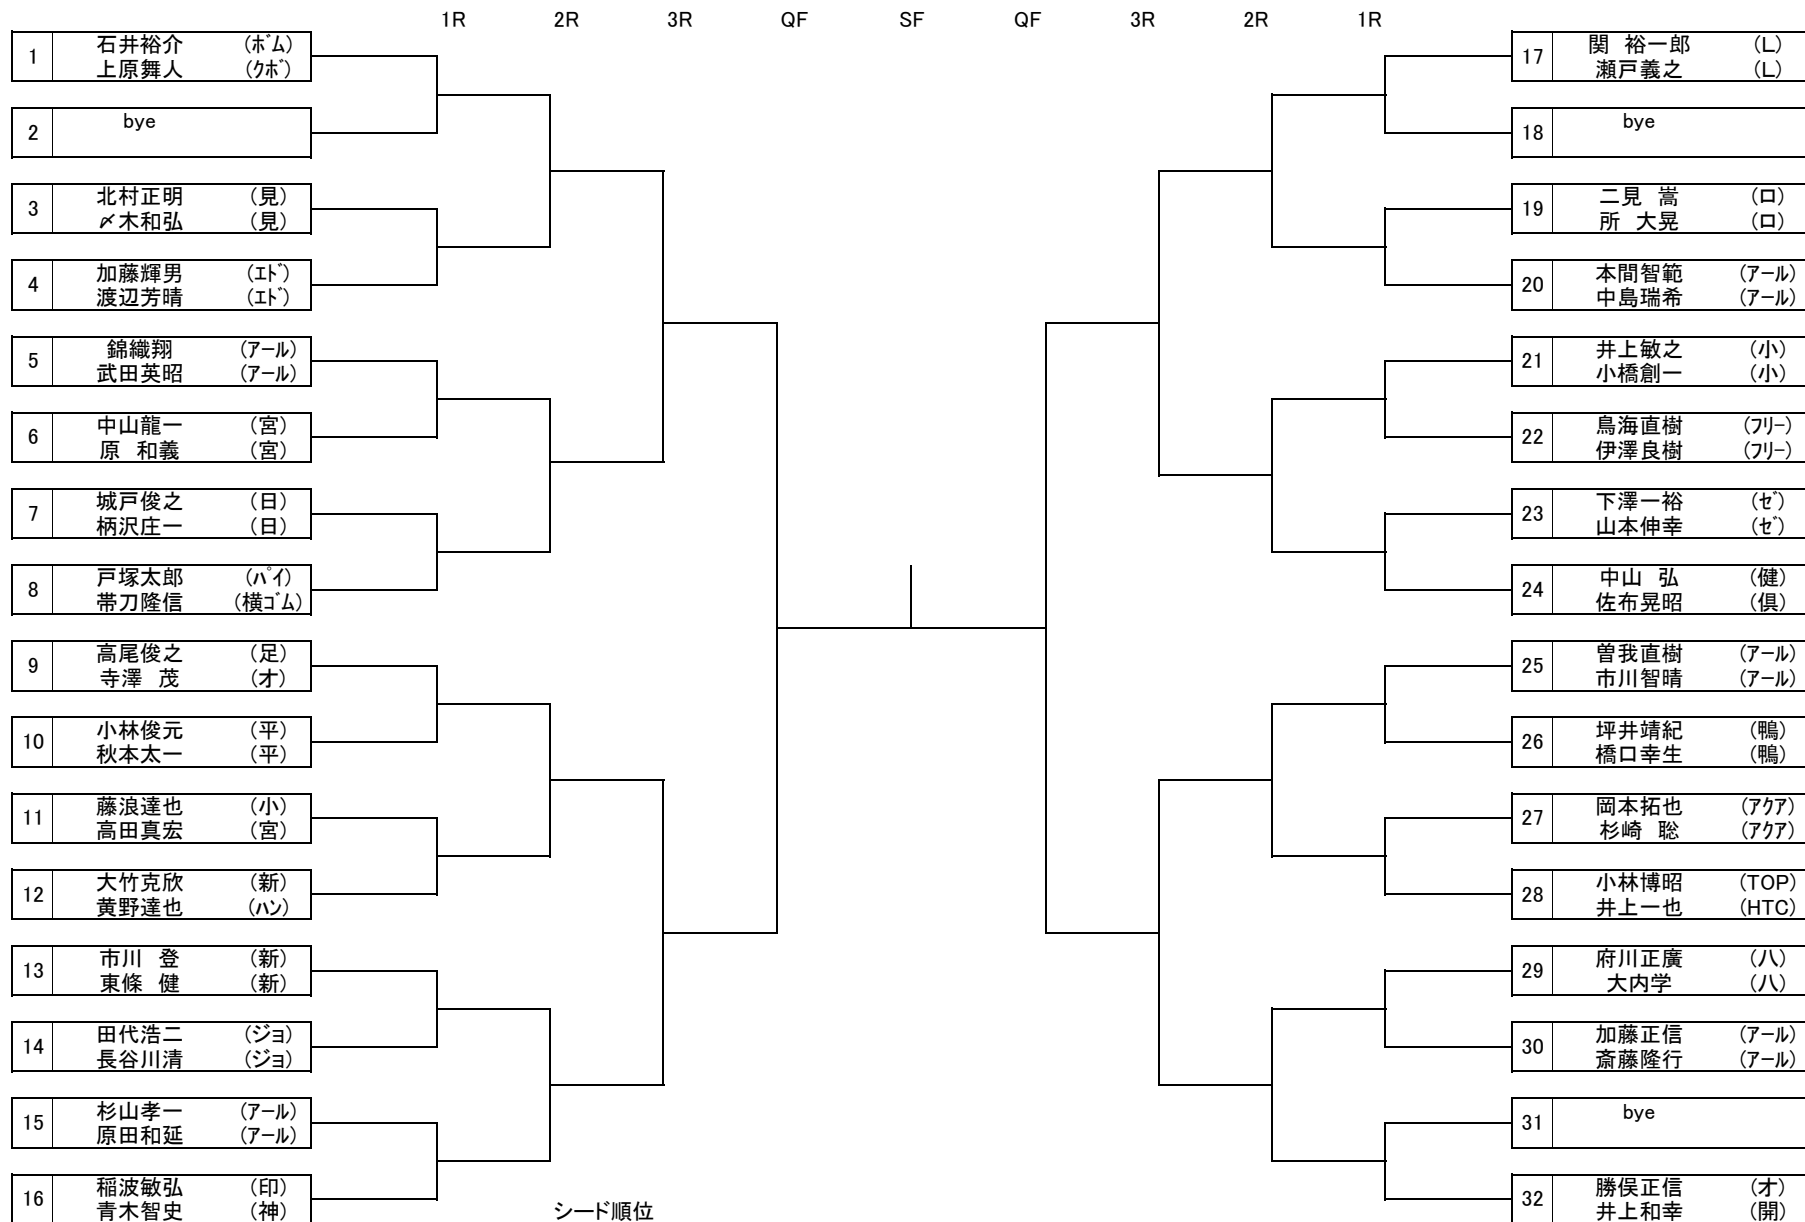 1R 2R 3R QF SF QF 3R 2R 1R
1 石井裕介 (ﾎﾞﾑ)
上原舞人 (ｸﾎﾞ)
2 bye
3 北村正明 (見)
〆木和弘 (見)
4 加藤輝男 (ｴﾄﾞ)
渡辺芳晴 (ｴﾄﾞ)
5 錦織翔 (ｱｰﾙ)
武田英昭 (ｱｰﾙ)
6 中山龍一 (宮)
原 和義 (宮)
7 城戸俊之 (日)
柄沢庄一 (日)
8 戸塚太郎 (ﾊﾟｲ)
帯刀隆信 (横ｺﾞﾑ)
9 高尾俊之 (足)
寺澤 茂 (才)
10 小林俊元 (平)
秋本太一 (平)
11 藤浪達也 (小)
高田真宏 (宮)
12 大竹克欣 (新)
黄野達也 (ﾊﾝ)
13 市川 登 (新)
東條 健 (新)
14 田代浩二 (ジョ)
長谷川清 (ジョ)
15 杉山孝一 (ｱｰﾙ)
原田和延 (ｱｰﾙ)
16 稲波敏弘 (印)
青木智史 (神)
17 関 裕一郎 (L)
瀬戸義之 (L)
18 bye
19 二見 嵩 (ロ)
所 大晃 (ロ)
20 本間智範 (ｱｰﾙ)
中島瑞希 (ｱｰﾙ)
21 井上敏之 (小)
小橋創一 (小)
22 鳥海直樹 (ﾌﾘｰ)
伊澤良樹 (ﾌﾘｰ)
23 下澤一裕 (ｾﾞ)
山本伸幸 (ｾﾞ)
24 中山 弘 (健)
佐布晃昭 (倶)
25 曽我直樹 (ｱｰﾙ)
市川智晴 (ｱｰﾙ)
26 坪井靖紀 (鴨)
橋口幸生 (鴨)
27 岡本拓也 (ｱｸｱ)
杉崎 聡 (ｱｸｱ)
28 小林博昭 (TOP)
井上一也 (HTC)
29 府川正廣 (八)
大内学 (八)
30 加藤正信 (ｱｰﾙ)
斎藤隆行 (ｱｰﾙ)
31 bye
32 勝俣正信 (才)
井上和幸 (開)
シード順位